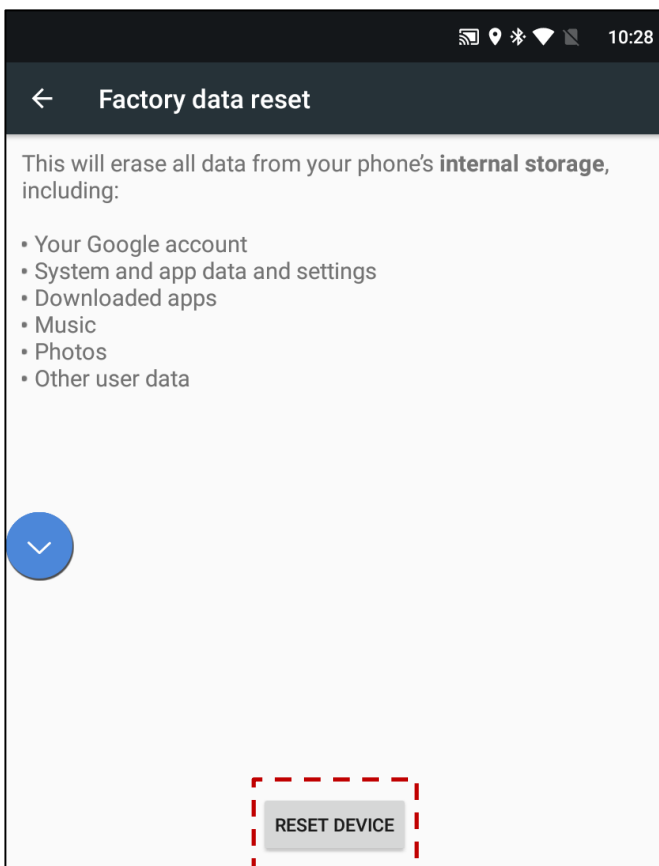 10:28
Factory data reset
This will erase all data from your phone’s internal storage,
including:
• Your Google account
• System and app data and settings
• Downloaded apps
• Music
• Photos
• Other user data
RESET DEVICE